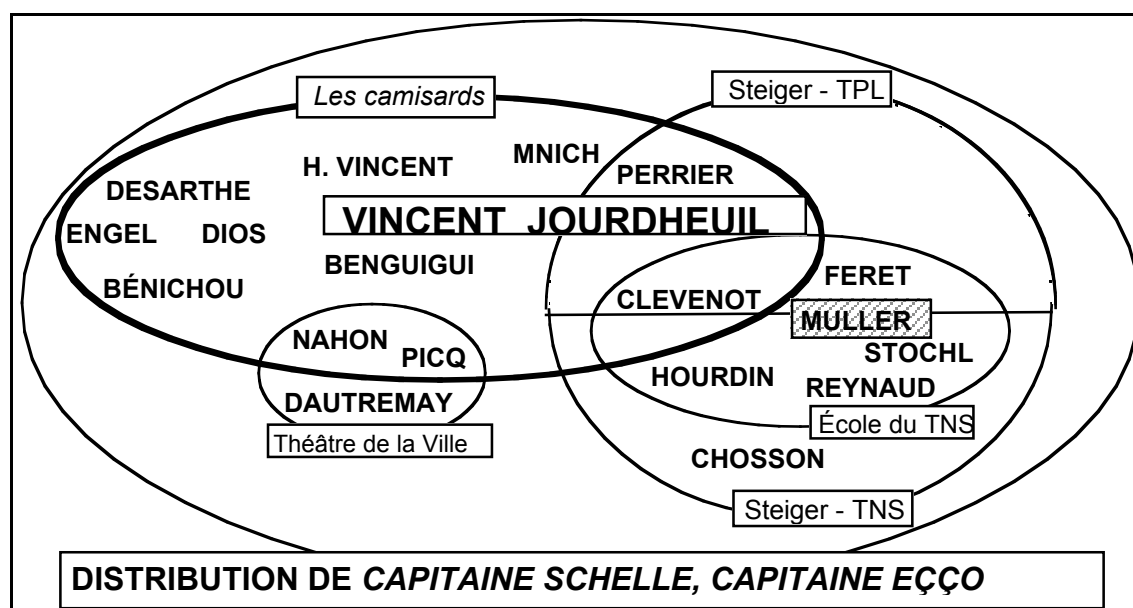 Les camisards
Steiger - TPL
MNICH
H. VINCENT
PERRIER
DESARTHE
VINCENT JOURDHEUIL
ENGEL DIOS
BENGUIGUI
FERET
BÉNICHOU
CLEVENOT
MULLER
NAHON
PICQ
STOCHL
HOURDIN
REYNAUD
DAUTREMAY
École du TNS
Théâtre de la Ville
CHOSSON
Steiger - TNS
DISTRIBUTION DE CAPITAINE SCHELLE, CAPITAINE EÇÇO